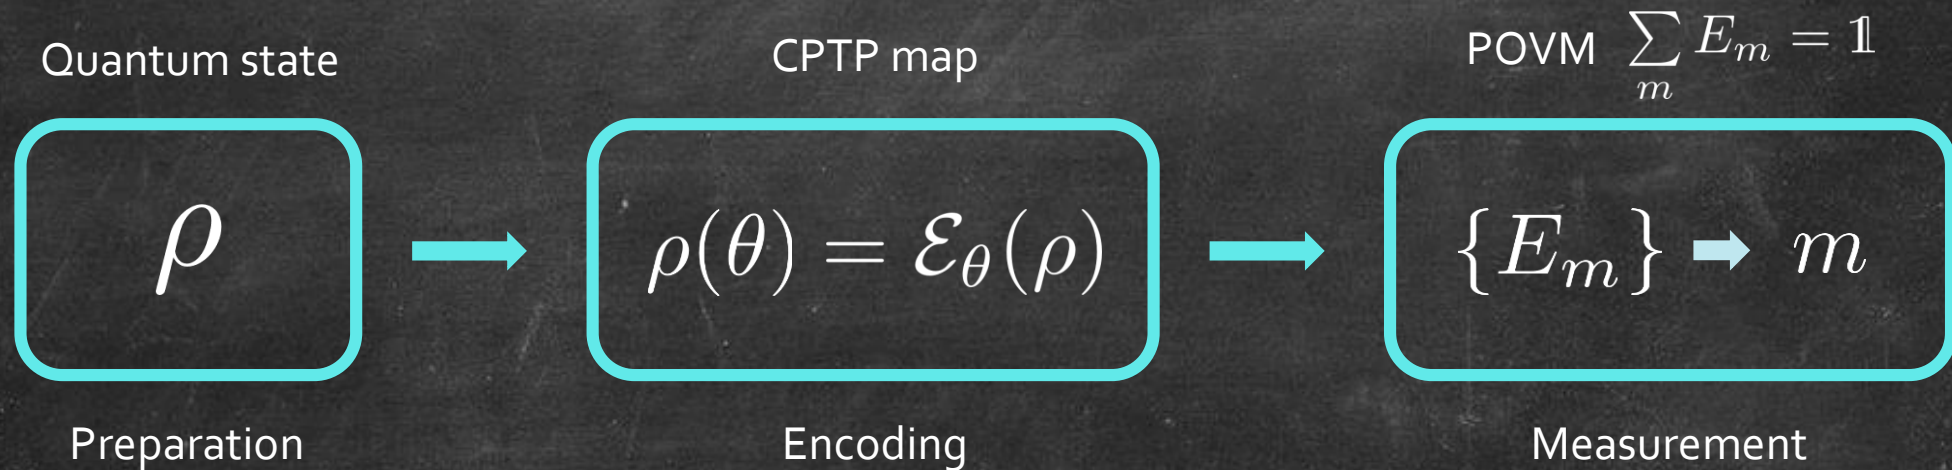 Quantum state
ρ
Preparation
CPTP map
ρ(θ) = ℰ_θ(ρ)
Encoding
POVM ∑_m E_m = 𝟙
{E_m} ➡ m
Measurement